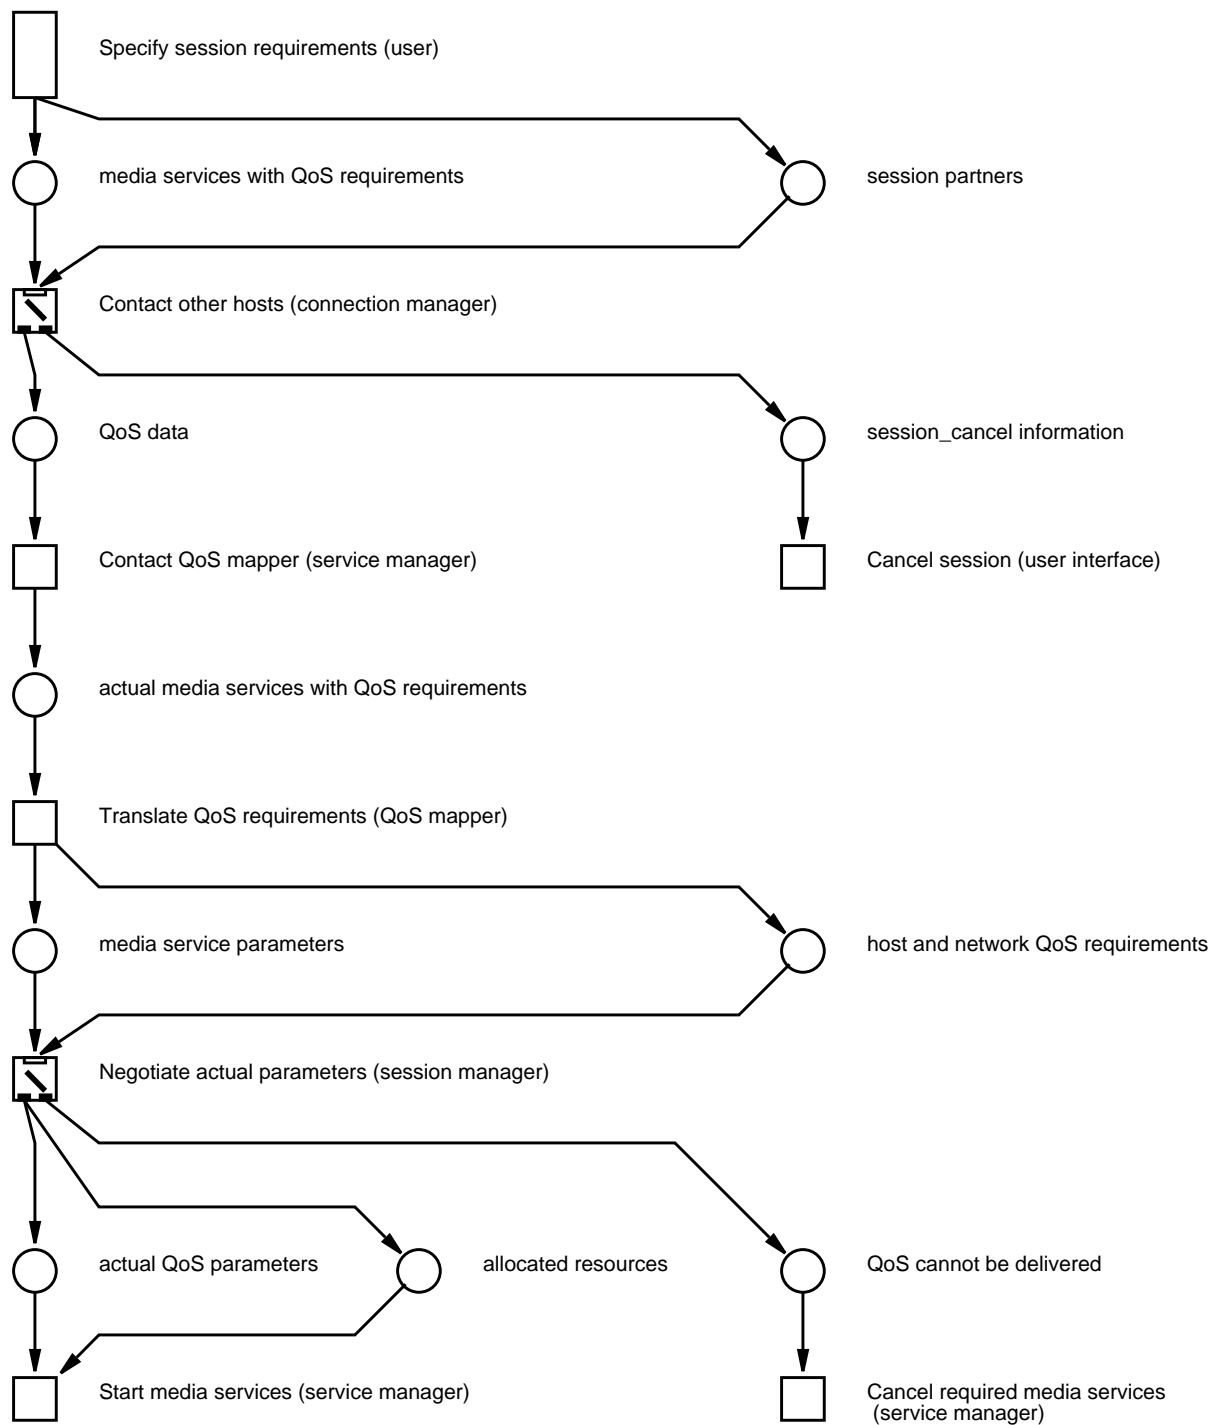 Specify session requirements (user)
media services with QoS requirements
session partners
Contact other hosts (connection manager)
QoS data
session_cancel information
Contact QoS mapper (service manager)
Cancel session (user interface)
actual media services with QoS requirements
Translate QoS requirements (QoS mapper)
media service parameters
host and network QoS requirements
Negotiate actual parameters (session manager)
actual QoS parameters
allocated resources
QoS cannot be delivered
Start media services (service manager)
Cancel required media services
(service manager)